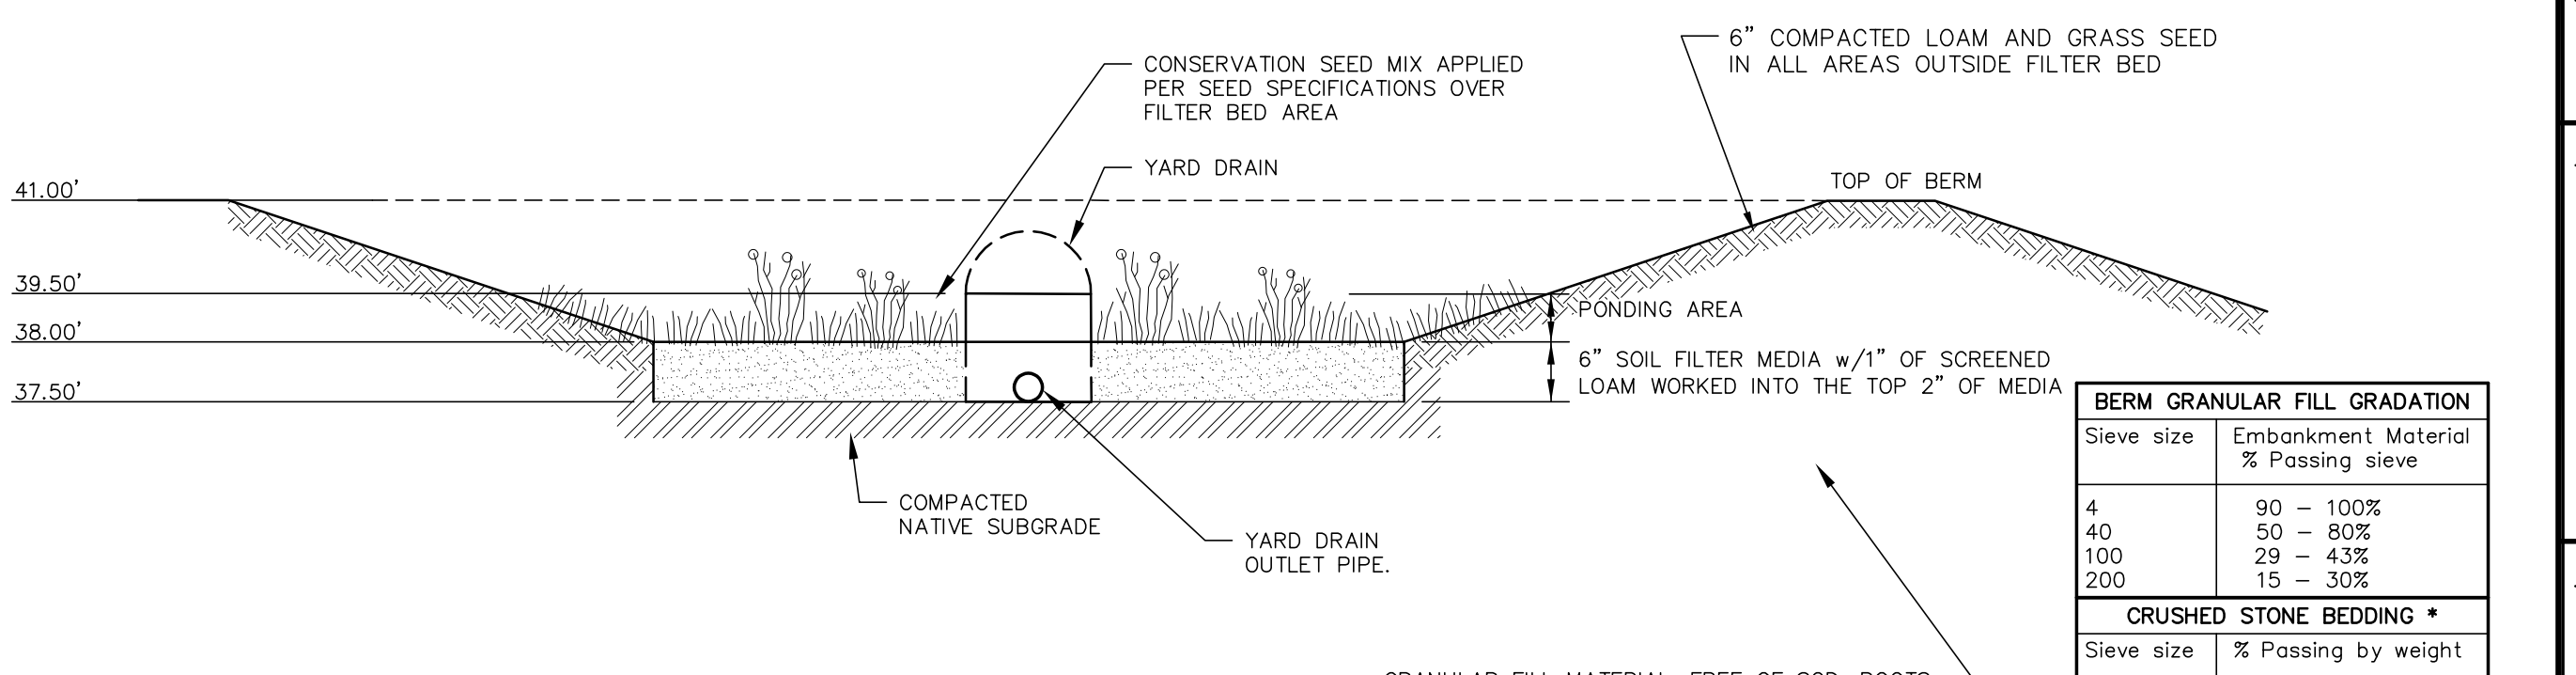 6” COMPACTED LOAM AND GRASS SEED
IN ALL AREAS OUTSIDE FILTER BED
CONSERVATION SEED MIX APPLIED
PER SEED SPECIFICATIONS OVER
FILTER BED AREA
YARD DRAIN
41.00’
TOP OF BERM
39.50’
PONDING AREA
38.00’
6” SOIL FILTER MEDIA w/1” OF SCREENED
LOAM WORKED INTO THE TOP 2” OF MEDIA
37.50’
COMPACTED
NATIVE SUBGRADE
YARD DRAIN
OUTLET PIPE.
BERM GRANULAR FILL GRADATION
Sieve size Embankment Material
% Passing sieve
4 90 – 100%
40 50 – 80%
100 29 – 43%
200 15 – 30%
CRUSHED STONE BEDDING *
Sieve size % Passing by weight